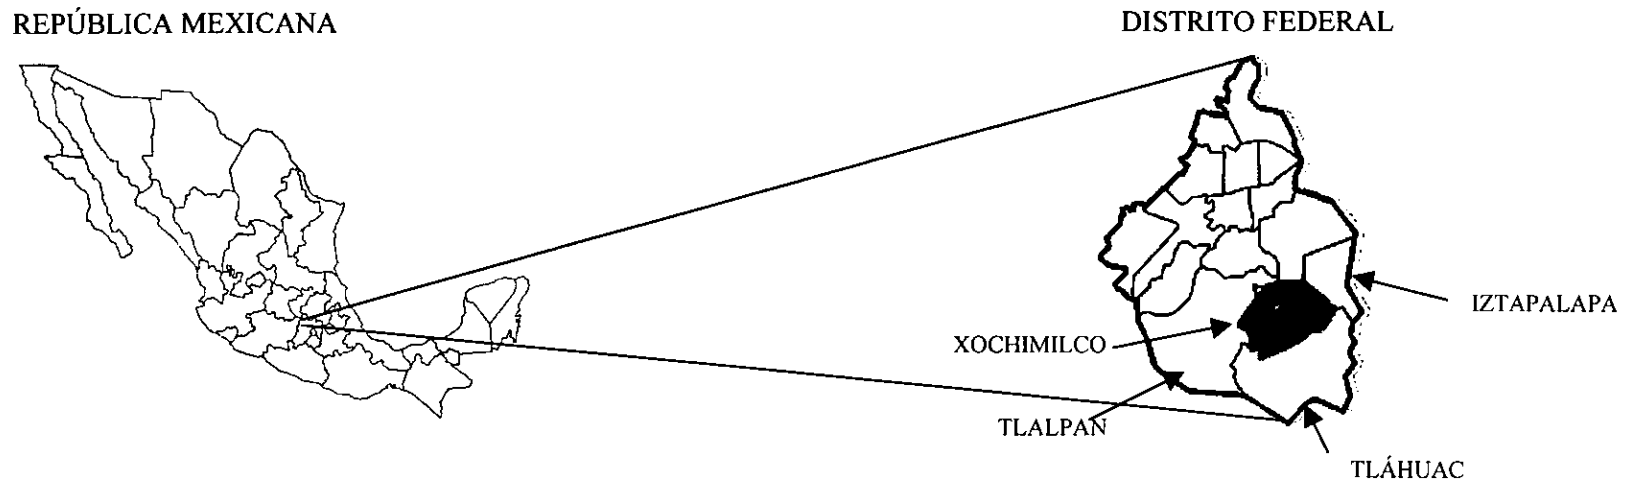 REPÚBLICA MEXICANA
DISTRITO FEDERAL
IZTAPALAPA
XOCHIMILCO
TLALPAN
TLÁHUAC